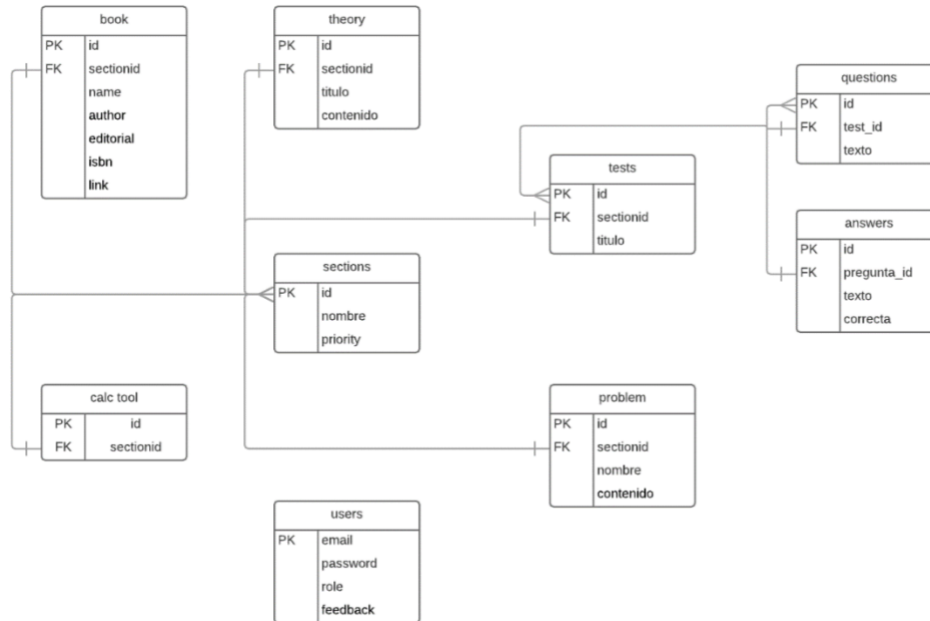 book
PK id
FK sectionid
name
author
editorial
isbn
link
theory
PK id
FK sectionid
titulo
contenido
questions
PK id
FK test_id
texto
tests
PK id
FK sectionid
titulo
answers
PK id
FK pregunta_id
texto
correcta
sections
PK id
nombre
priority
calc tool
PK id
FK sectionid
problem
PK id
FK sectionid
nombre
contenido
users
PK email
password
role
feedback